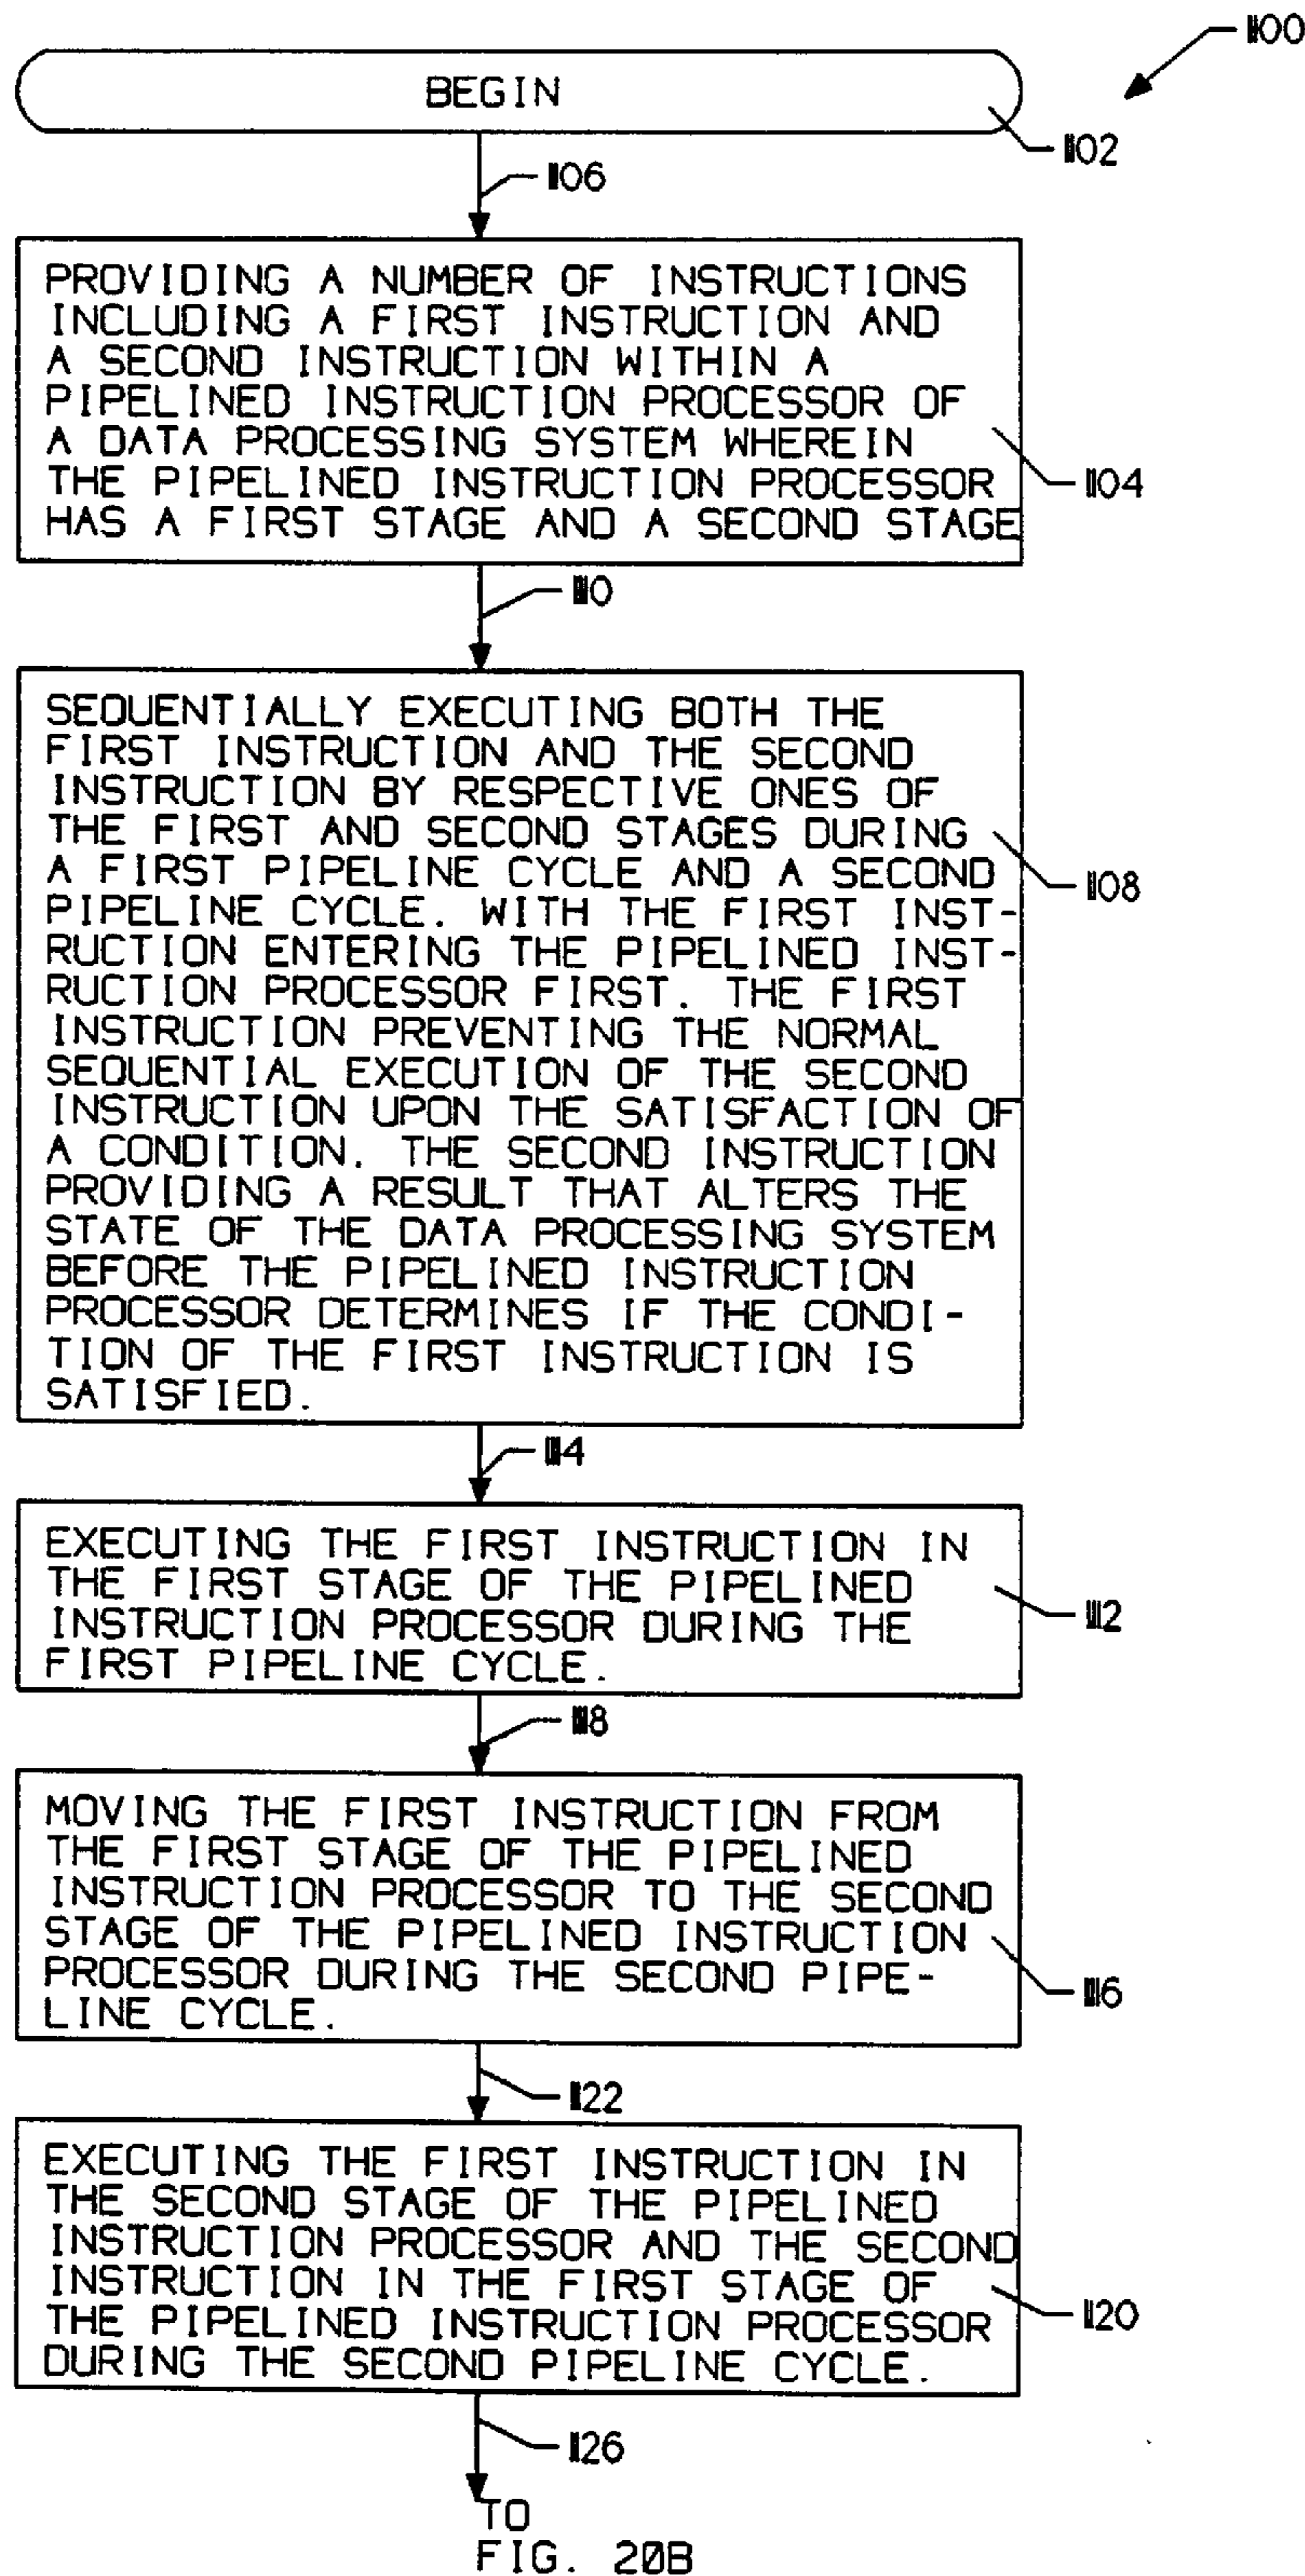 1100
BEGIN
1102
1106
PROVIDING A NUMBER OF INSTRUCTIONS
INCLUDING A FIRST INSTRUCTION AND
A SECOND INSTRUCTION WITHIN A
PIPELINED INSTRUCTION PROCESSOR OF
A DATA PROCESSING SYSTEM WHEREIN
THE PIPELINED INSTRUCTION PROCESSOR
HAS A FIRST STAGE AND A SECOND STAGE
1104
1110
SEQUENTIALLY EXECUTING BOTH THE
FIRST INSTRUCTION AND THE SECOND
INSTRUCTION BY RESPECTIVE ONES OF
THE FIRST AND SECOND STAGES DURING
A FIRST PIPELINE CYCLE AND A SECOND
PIPELINE CYCLE. WITH THE FIRST INST-
RUCTION ENTERING THE PIPELINED INST-
RUCTION PROCESSOR FIRST. THE FIRST
INSTRUCTION PREVENTING THE NORMAL
SEQUENTIAL EXECUTION OF THE SECOND
INSTRUCTION UPON THE SATISFACTION OF
A CONDITION. THE SECOND INSTRUCTION
PROVIDING A RESULT THAT ALTERS THE
STATE OF THE DATA PROCESSING SYSTEM
BEFORE THE PIPELINED INSTRUCTION
PROCESSOR DETERMINES IF THE CONDI-
TION OF THE FIRST INSTRUCTION IS
SATISFIED.
1108
1114
EXECUTING THE FIRST INSTRUCTION IN
THE FIRST STAGE OF THE PIPELINED
INSTRUCTION PROCESSOR DURING THE
FIRST PIPELINE CYCLE.
1112
1118
MOVING THE FIRST INSTRUCTION FROM
THE FIRST STAGE OF THE PIPELINED
INSTRUCTION PROCESSOR TO THE SECOND
STAGE OF THE PIPELINED INSTRUCTION
PROCESSOR DURING THE SECOND PIPE-
LINE CYCLE.
1116
1122
EXECUTING THE FIRST INSTRUCTION IN
THE SECOND STAGE OF THE PIPELINED
INSTRUCTION PROCESSOR AND THE SECOND
INSTRUCTION IN THE FIRST STAGE OF
THE PIPELINED INSTRUCTION PROCESSOR
DURING THE SECOND PIPELINE CYCLE.
1120
1126
TO
FIG. 20B